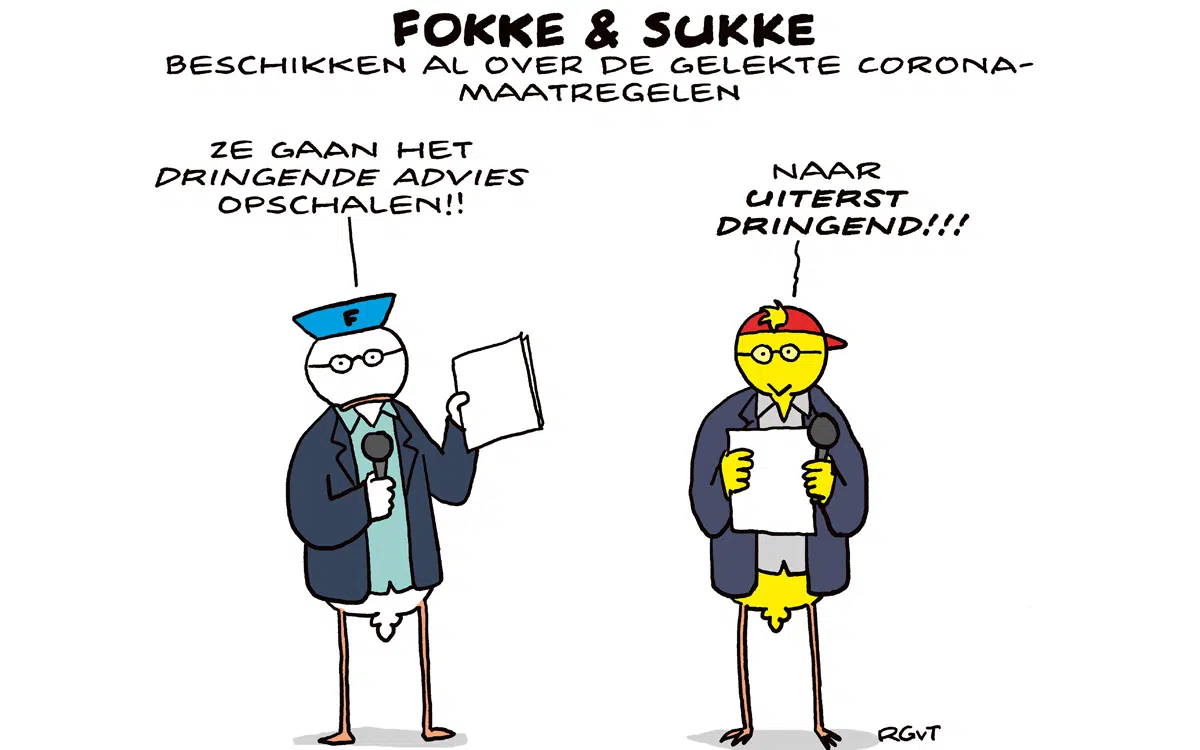 FOKKE & SUKKE
BESCHIKKEN AL OVER DE GELEKTE CORONA-
MAATREGELEN
ZE GAAN HET
DRINGENDE ADVIES
OPSCHALEN!!
NAAR
UITERST
DRINGEND!!!
F
RGvT